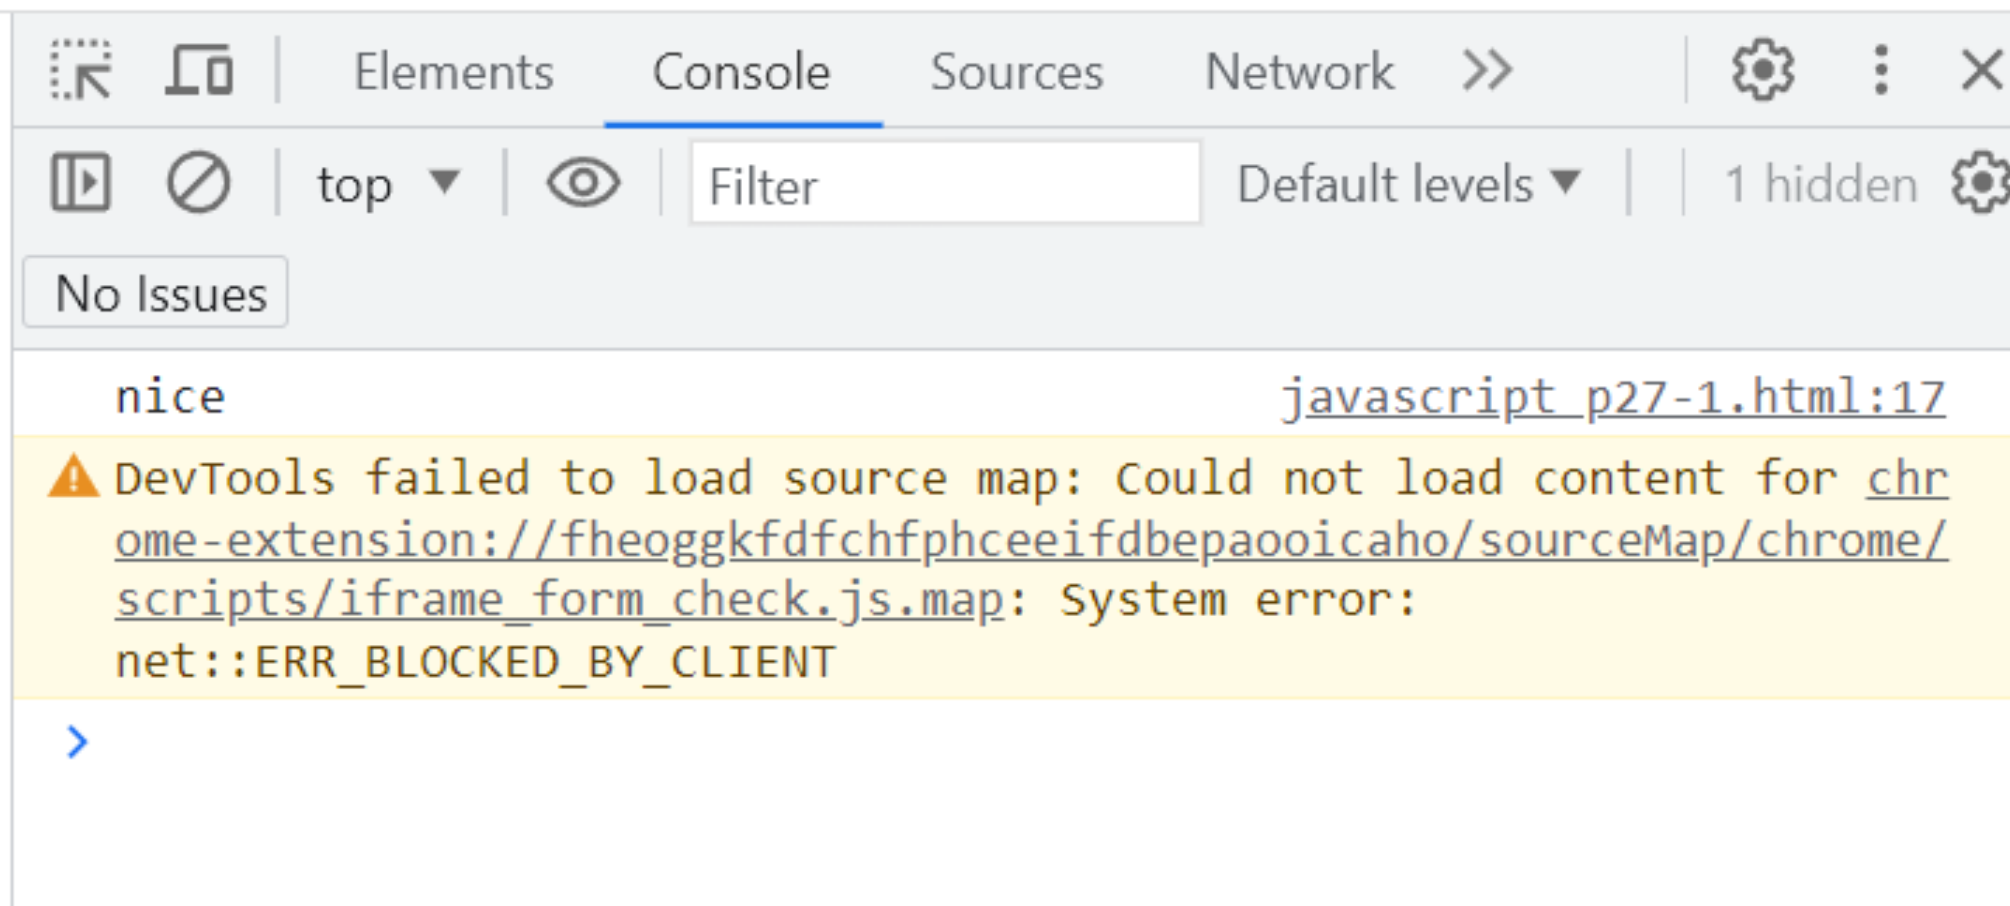 Elements Console Sources Network
top Filter Default levels 1 hidden
No Issues
nice javascript_p27-1.html:17
DevTools failed to load source map: Could not load content for chr
ome-extension://fheoggkfdfchfphceeifdbepaooicaho/sourceMap/chrome/
scripts/iframe_form_check.js.map: System error:
net::ERR_BLOCKED_BY_CLIENT